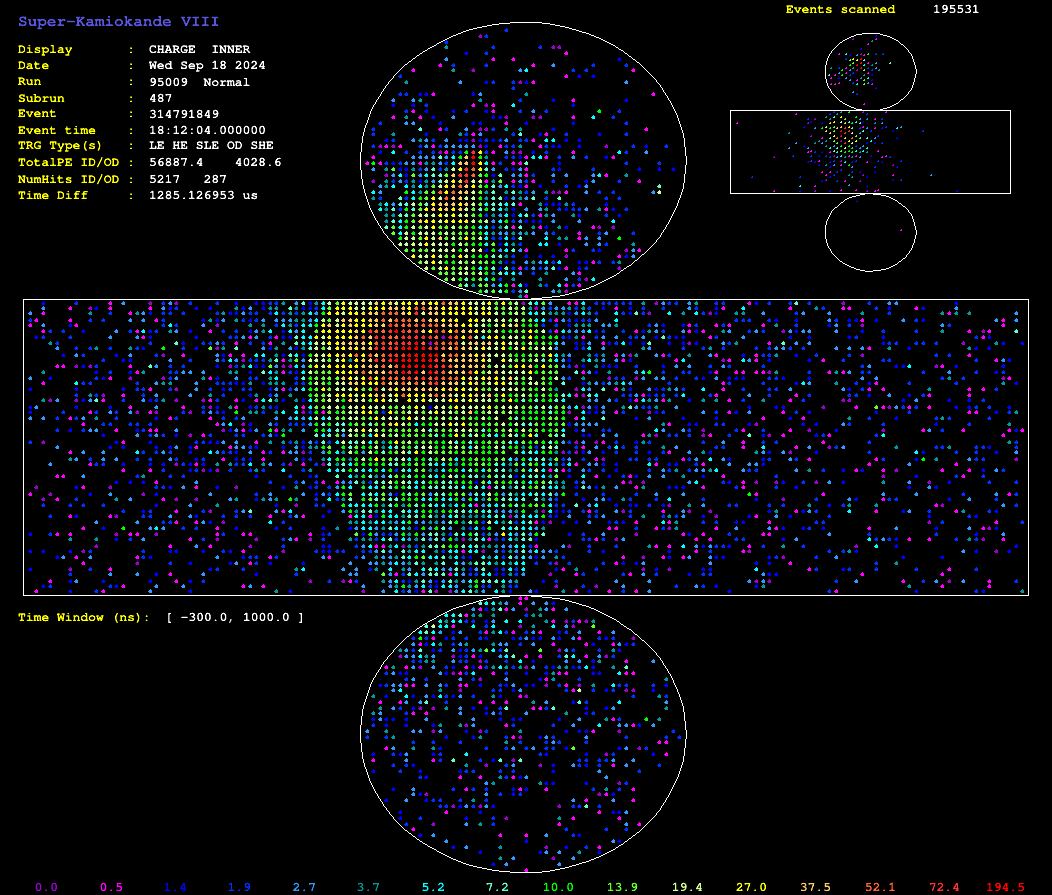 Super-Kamiokande VIII
Display : CHARGE INNER
Date : Wed Sep 18 2024
Run : 95009 Normal
Subrun : 487
Event : 314791849
Event time : 18:12:04.000000
TRG Type(s) : LE HE SLE OD SHE
TotalPE ID/OD : 56887.4 4028.6
NumHits ID/OD : 5217 287
Time Diff : 1285.126953 us
Events scanned 195531
Time Window (ns): [ -300.0, 1000.0 ]
0.0 0.5 1.4 1.9 2.7 3.7 5.2 7.2 10.0 13.9 19.4 27.0 37.5 52.1 72.4 194.5